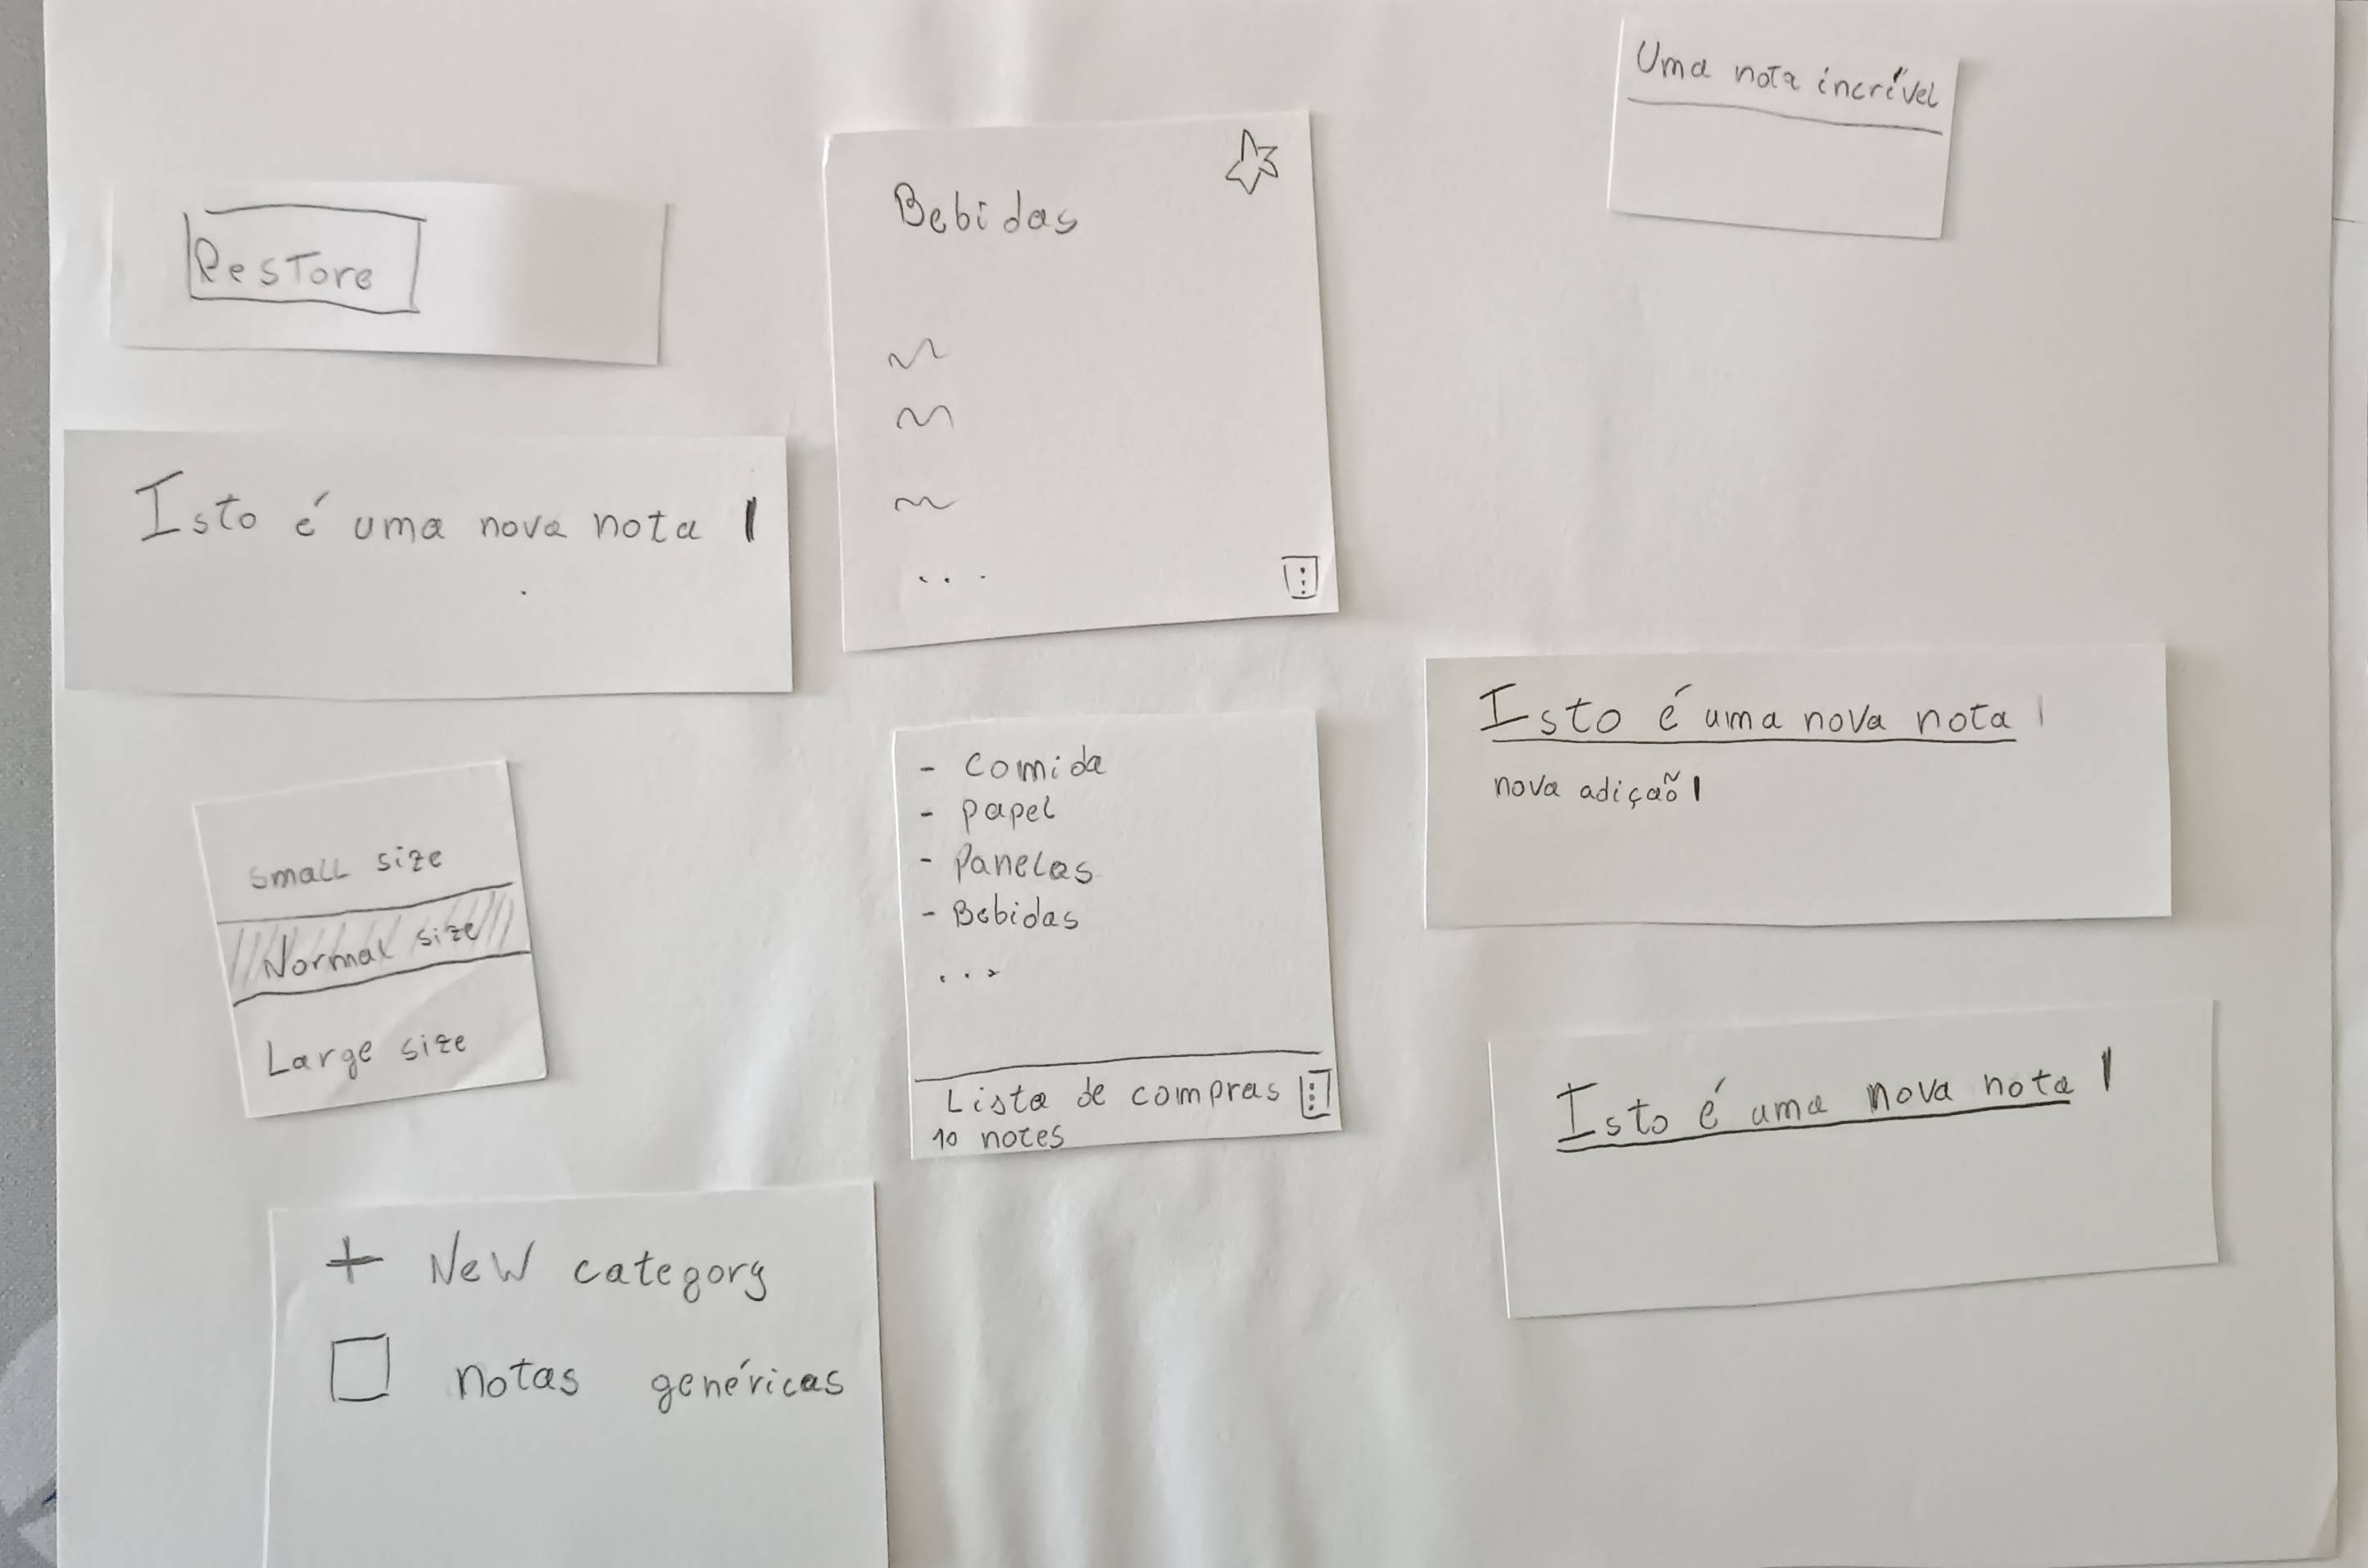 Uma nota incrível
Bebidas
...
Restore
Isto é uma nova nota
Isto é uma nova nota
nova adição
small size
Normal size
Large size
- Comida
- Papel
- Panelas
- Bebidas
...
Lista de compras
10 notes
Isto é uma nova nota
+ New category
notas genéricas